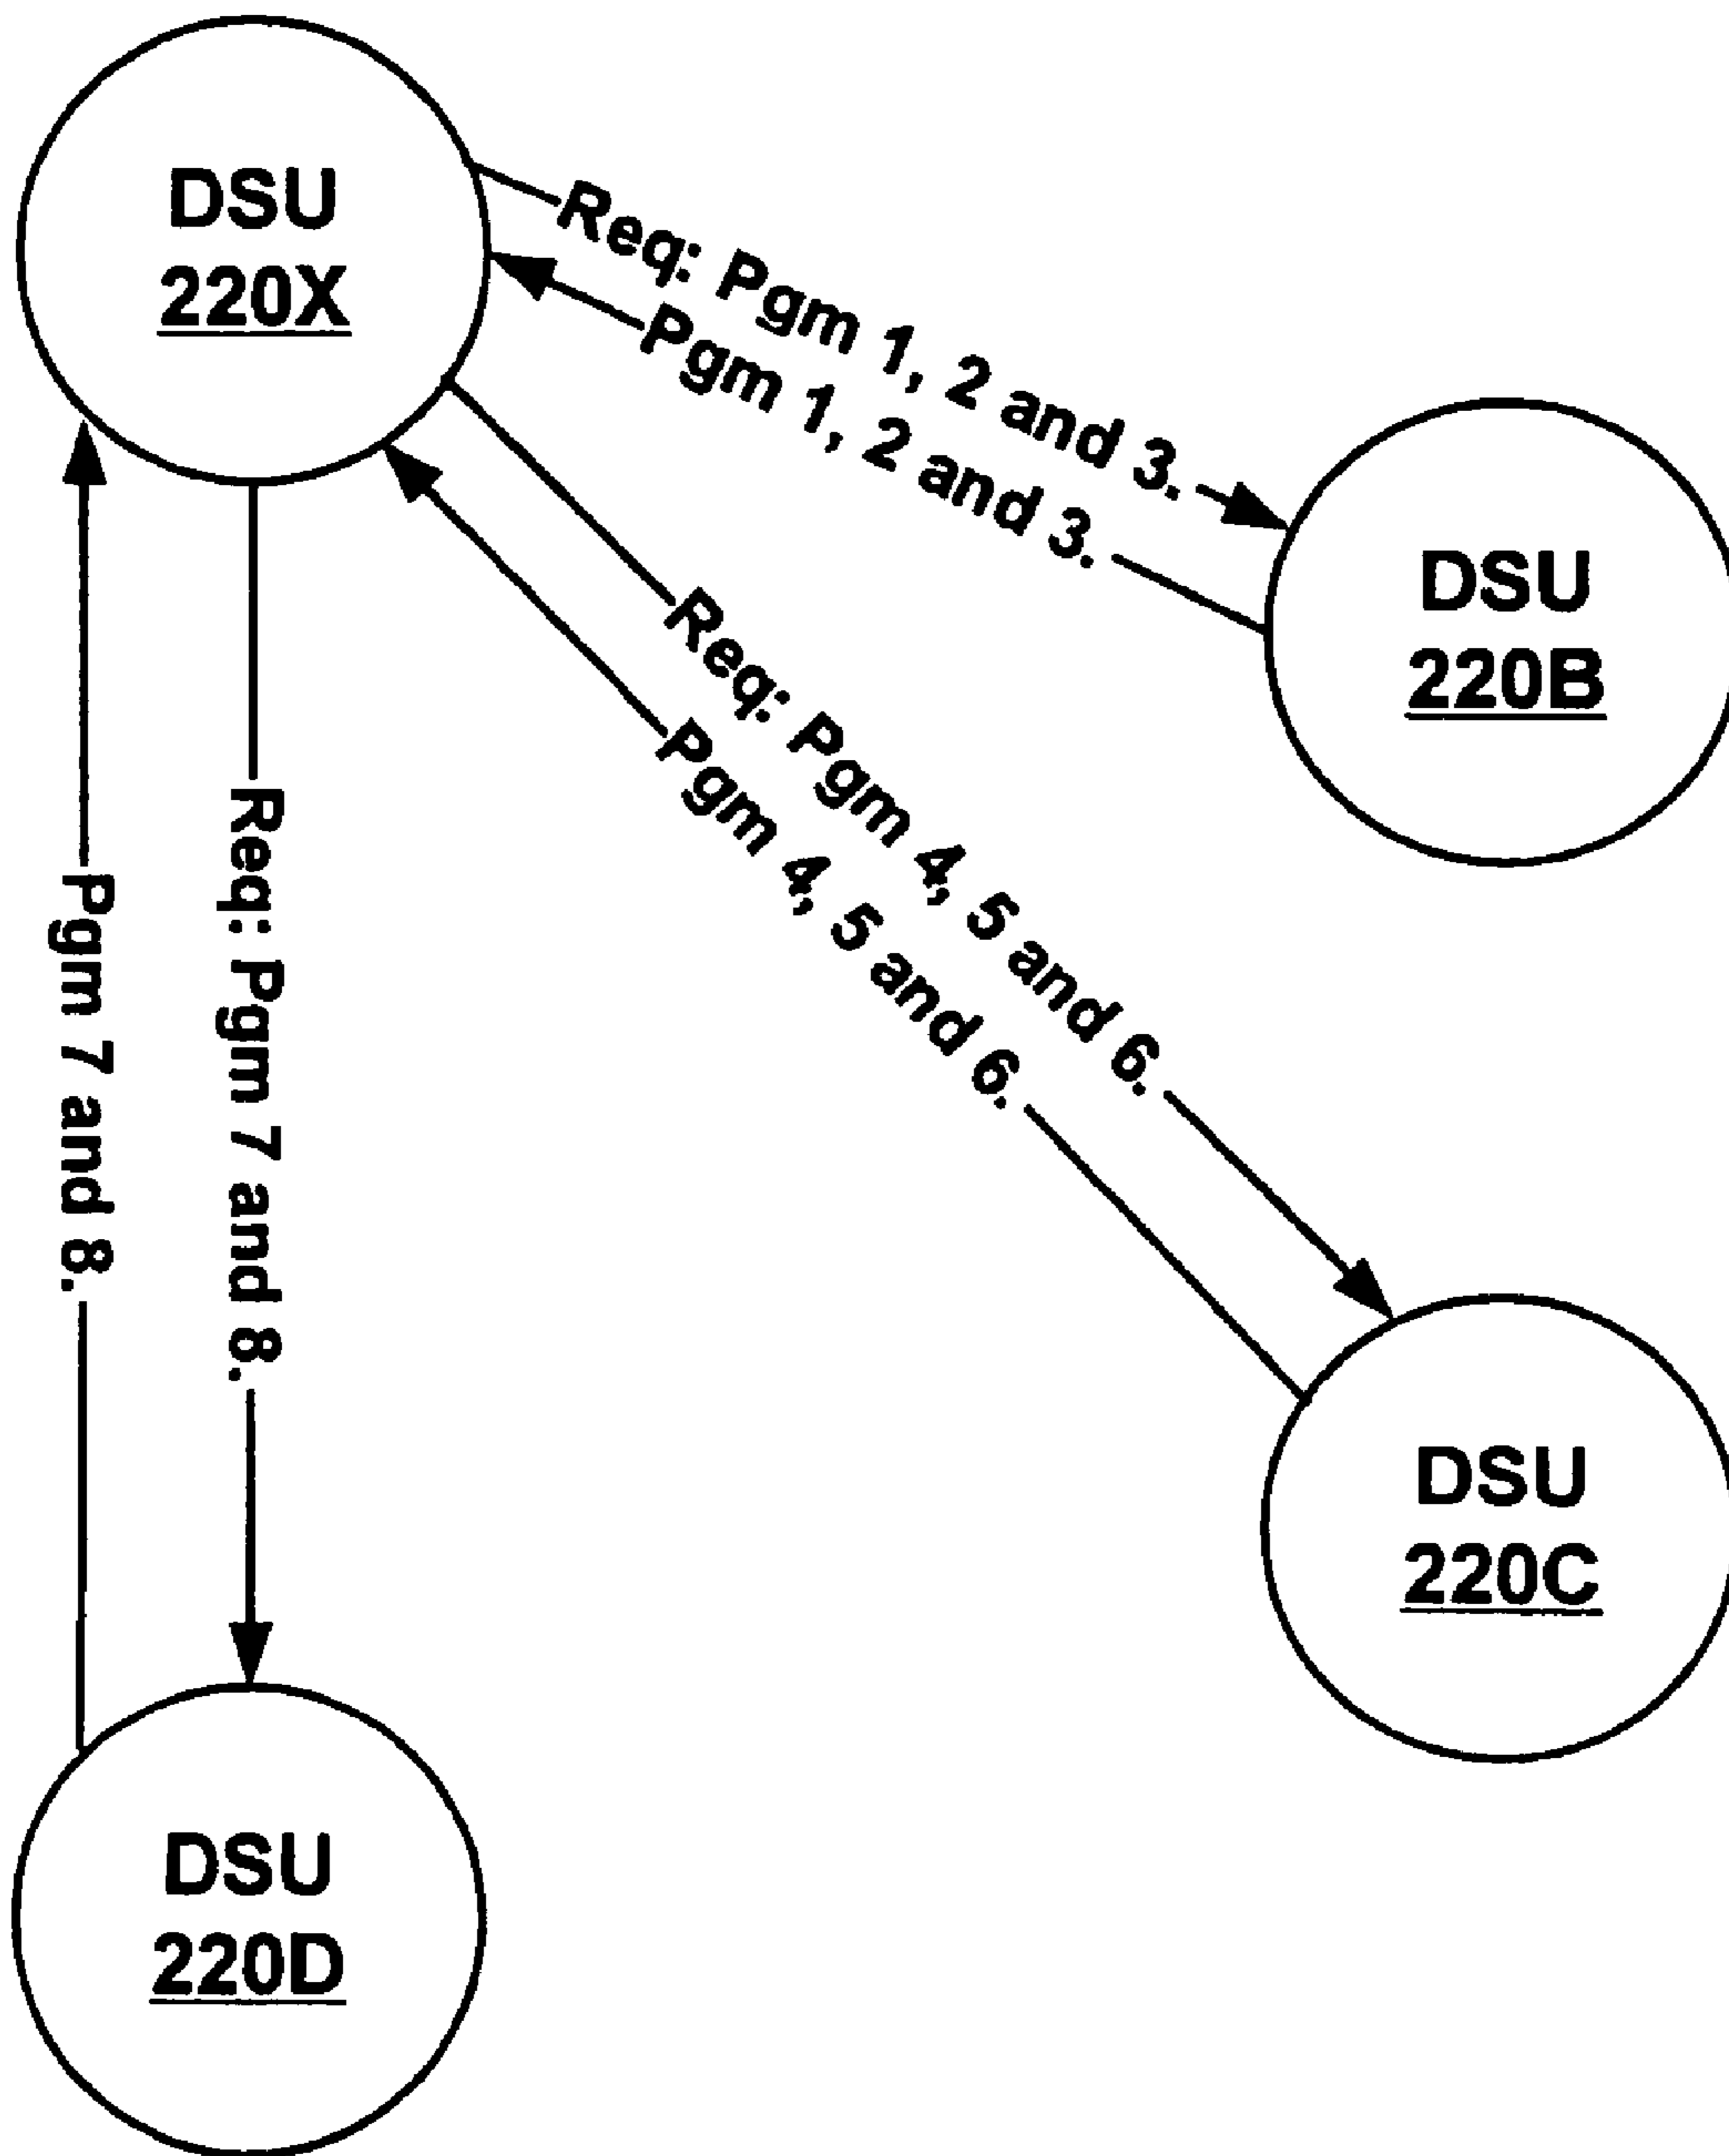 DSU
220X
Req: Pgm 1, 2 and 3.
Pgm 1, 2 and 3.
DSU
220B
Req: Pgm 4, 5 and 6.
Pgm 4, 5 and 6.
Req: Pgm 7 and 8.
Pgm 7 and 8.
DSU
220C
DSU
220D